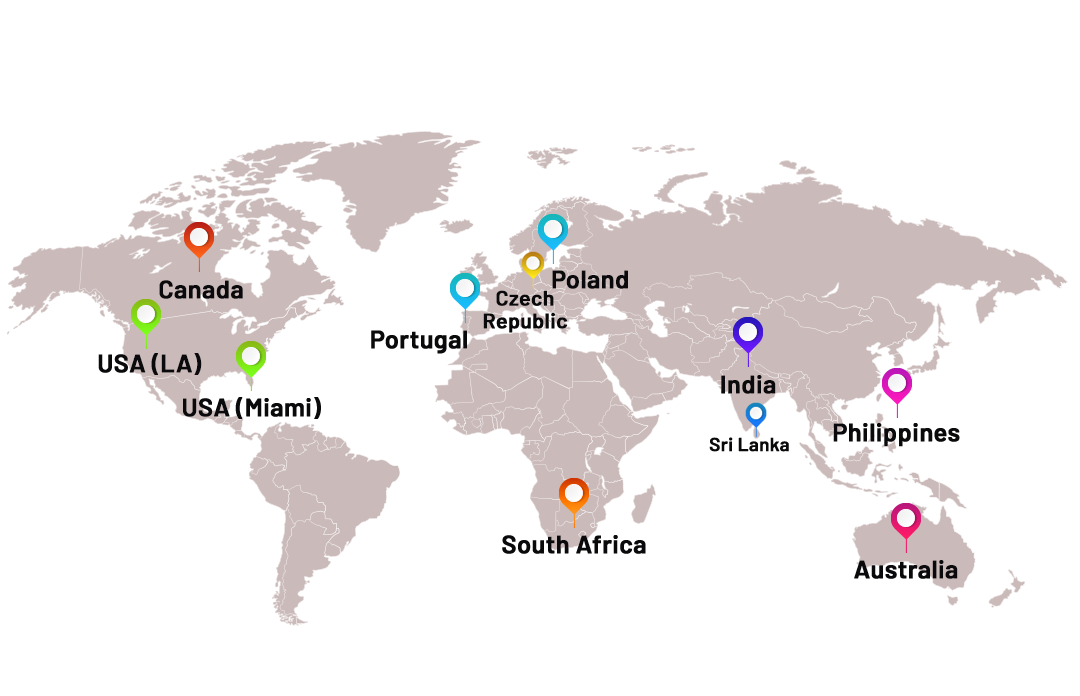 Poland
Canada
Czech
Republic
Portugal
USA (LA)
India
USA (Miami)
Philippines
Sri Lanka
South Africa
Australia